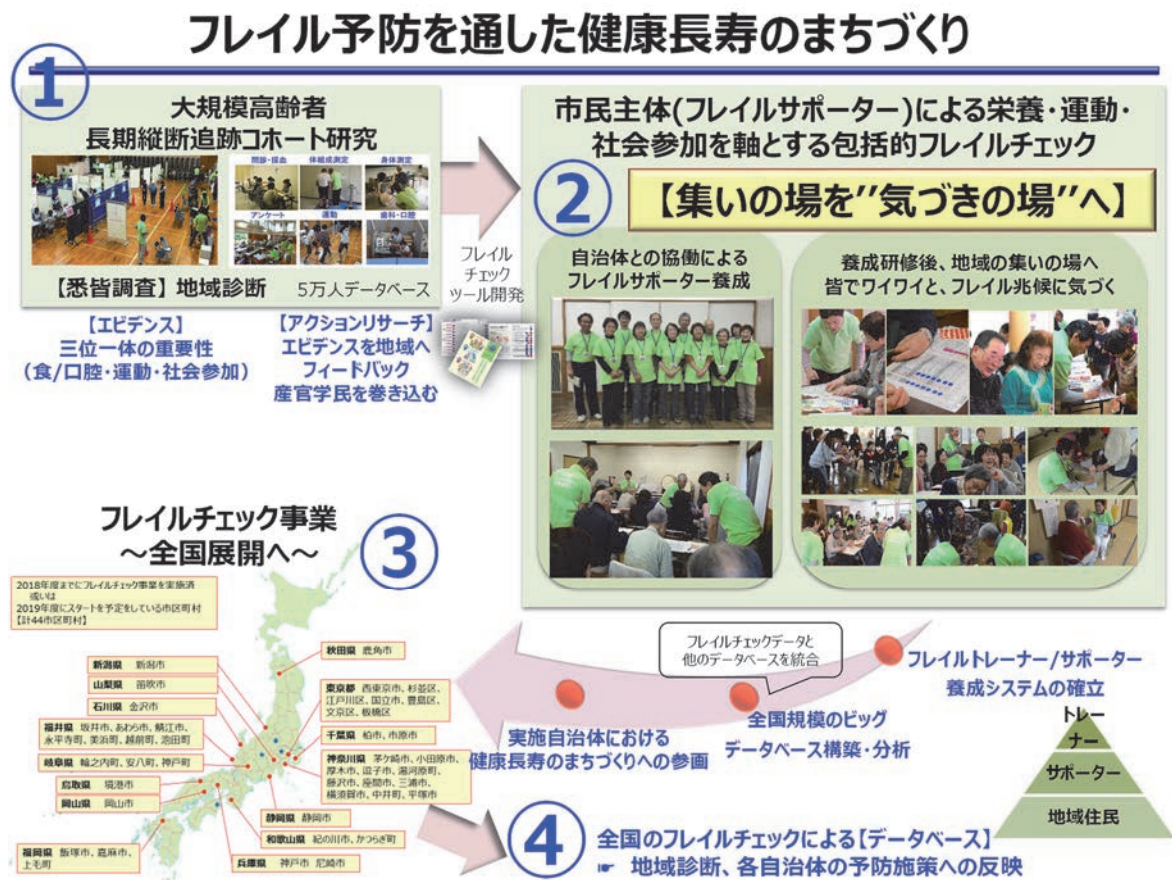 フレイル予防を通した健康長寿のまちづくり
①
大規模高齢者
長期縦断追跡コホート研究
問診・採血
体組成測定
身体測定
アンケート
運動
歯科・口腔
【悉皆調査】地域診断
5万人データベース
【エビデンス】
三位一体の重要性
（食/口腔・運動・社会参加）
【アクションリサーチ】
エビデンスを地域へ
フィードバック
産官学民を巻き込む
フレイル
チェック
ツール開発
市民主体(フレイルサポーター)による栄養・運動・
社会参加を軸とする包括的フレイルチェック
②
【集いの場を”気づきの場”へ】
自治体との協働による
フレイルサポーター養成
養成研修後、地域の集いの場へ
皆でワイワイと、フレイル兆候に気づく
フレイルチェック事業
～全国展開へ～
③
2018年度までにフレイルチェック事業を実施済
或いは
2019年度にスタートを予定をしている市区町村
【計44市区町村】
秋田県 鹿角市
新潟県 新潟市
山梨県 笛吹市
石川県 金沢市
福井県 坂井市、あわら市、鯖江市、
永平寺町、美浜町、越前町、池田町
岐阜県 輪之内町、安八町、神戸町
鳥取県 境港市
岡山県 岡山市
福岡県 飯塚市、嘉麻市、
上毛町
東京都 西東京市、杉並区、
江戸川区、国立市、豊島区、
文京区、板橋区
千葉県 柏市、市原市
神奈川県 茅ケ崎市、小田原市、
厚木市、逗子市、湯河原町、
藤沢市、座間市、三浦市、
横須賀市、中井町、平塚市
静岡県 静岡市
和歌山県 紀の川市、かつらぎ町
兵庫県 神戸市 尼崎市
フレイルチェックデータと
他のデータベースを統合
フレイルトレーナー/サポーター
養成システムの確立
全国規模のビッグ
データベース構築・分析
実施自治体における
健康長寿のまちづくりへの参画
トレー
ナー
サポーター
地域住民
④
全国のフレイルチェックによる【データベース】
☞ 地域診断、各自治体の予防施策への反映